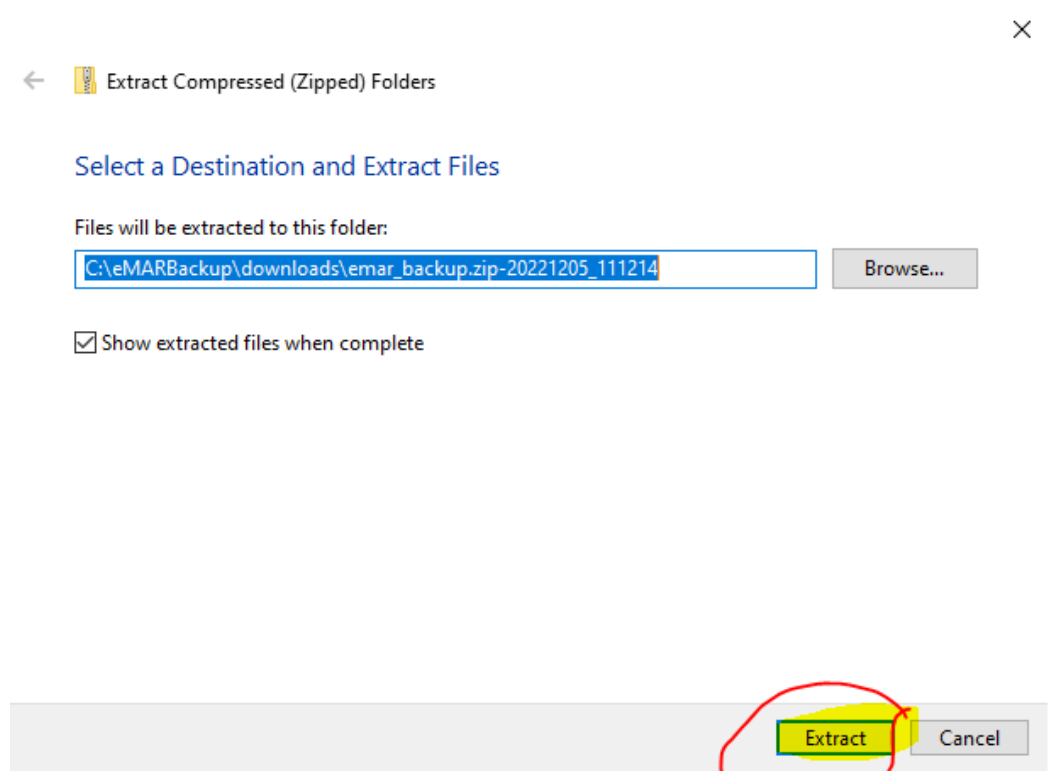 Extract Compressed (Zipped) Folders
Select a Destination and Extract Files
Files will be extracted to this folder:
C:\eMARBackup\downloads\emar_backup.zip-20221205_111214
Browse...
Show extracted files when complete
Extract
Cancel